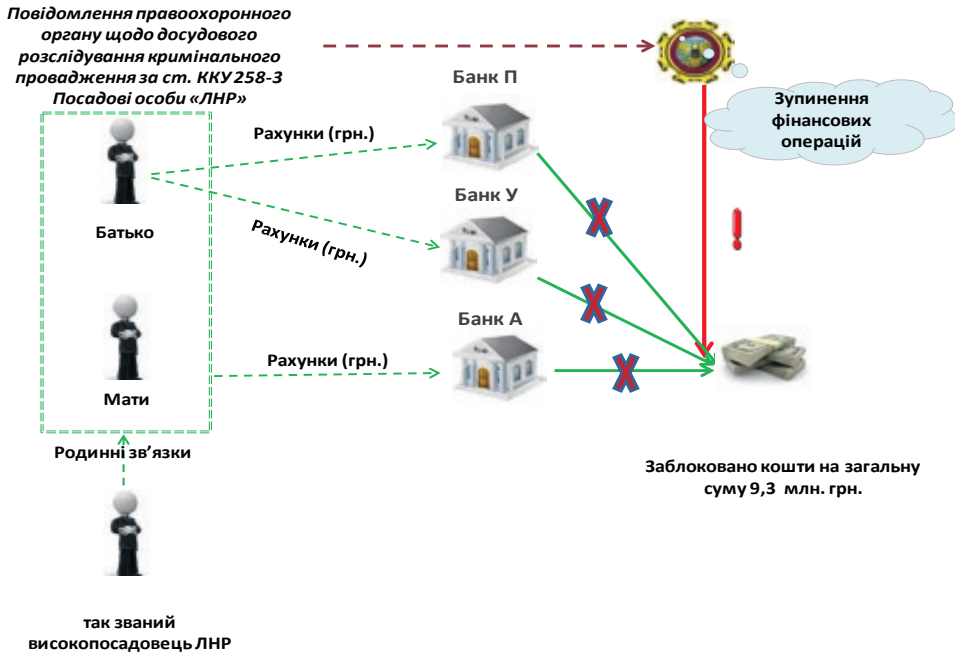 Повідомлення правоохоронного
органу щодо досудового
розслідування кримінального
провадження за ст. ККУ 258-3
Посадові особи «ЛНР»
Банк П
Зупинення
фінансових
операцій
Рахунки (грн.)
Банк У
Батько
Рахунки (грн.)
Банк А
Рахунки (грн.)
Мати
Родинні зв’язки
Заблоковано кошти на загальну
суму 9,3 млн. грн.
так званий
високопосадовець ЛНР